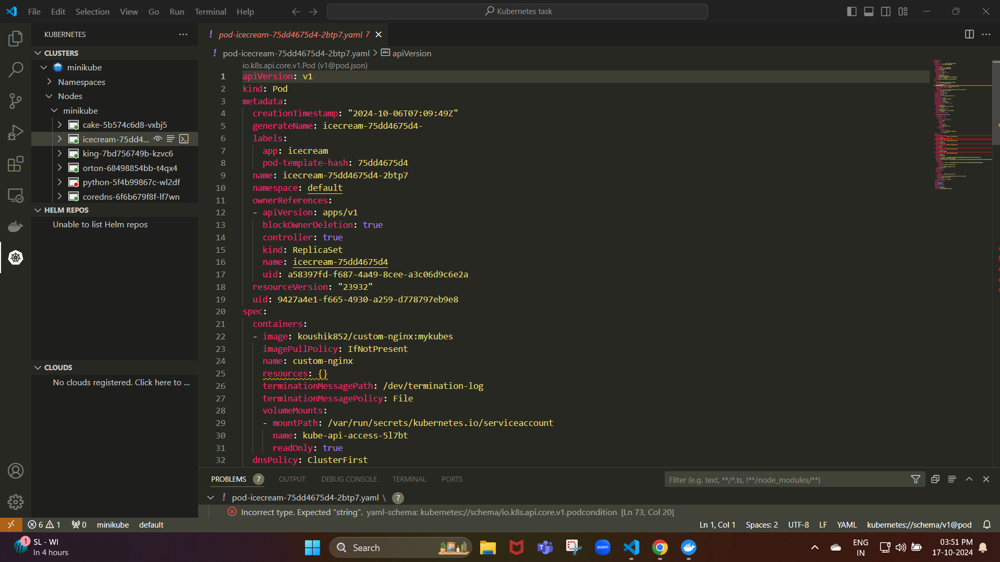 File Edit Selection View Go Run Terminal Help
Kubernetes task
KUBERNETES
CLUSTERS
minikube
Namespaces
Nodes
minikube
cake-5b574c6d8-vxbj5
icecream-75dd4...
king-7bd756749b-kzvc6
orton-68498854bb-t4qx4
python-5f4b99867c-wl2df
coredns-6f6b679f8f-lf7wn
HELM REPOS
Unable to list Helm repos
CLOUDS
No clouds registered. Click here to ...
! pod-icecream-75dd4675d4-2btp7.yaml 7
! pod-icecream-75dd4675d4-2btp7.yaml > abc apiVersion
io.k8s.api.core.v1.Pod (v1@pod.json)
1 apiVersion: v1
2 kind: Pod
3 metadata:
4 creationTimestamp: "2024-10-06T07:09:49Z"
5 generateName: icecream-75dd4675d4-
6 labels:
7 app: icecream
8 pod-template-hash: 75dd4675d4
9 name: icecream-75dd4675d4-2btp7
10 namespace: default
11 ownerReferences:
12 - apiVersion: apps/v1
13 blockOwnerDeletion: true
14 controller: true
15 kind: ReplicaSet
16 name: icecream-75dd4675d4
17 uid: a58397fd-f687-4a49-8cee-a3c06d9c6e2a
18 resourceVersion: "23932"
19 uid: 9427a4e1-f665-4930-a259-d778797eb9e8
20 spec:
21 containers:
22 - image: koushik852/custom-nginx:mykubes
23 imagePullPolicy: IfNotPresent
24 name: custom-nginx
25 resources: {}
26 terminationMessagePath: /dev/termination-log
27 terminationMessagePolicy: File
28 volumeMounts:
29 - mountPath: /var/run/secrets/kubernetes.io/serviceaccount
30 name: kube-api-access-5l7bt
31 readOnly: true
32 dnsPolicy: ClusterFirst
PROBLEMS 7 OUTPUT DEBUG CONSOLE TERMINAL PORTS
Filter (e.g. text, **/*.ts, !**/node_modules/**)
! pod-icecream-75dd4675d4-2btp7.yaml \ 7
Incorrect type. Expected "string". yaml-schema: kubernetes://schema/io.k8s.api.core.v1.podcondition [Ln 73, Col 20]
6 1 0 minikube default
Ln 1, Col 1 Spaces: 2 UTF-8 LF YAML kubernetes://schema/v1@pod
1 SL - WI
In 4 hours
Search
zoom
ENG
IN
03:51 PM
17-10-2024